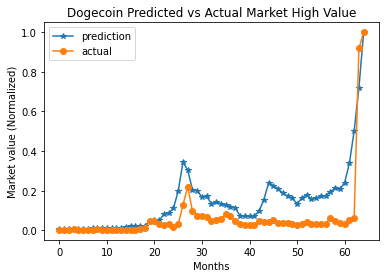 Dogecoin Predicted vs Actual Market High Value
prediction
actual
Market value (Normalized)
1.0
0.8
0.6
0.4
0.2
0.0
0 10 20 30 40 50 60
Months